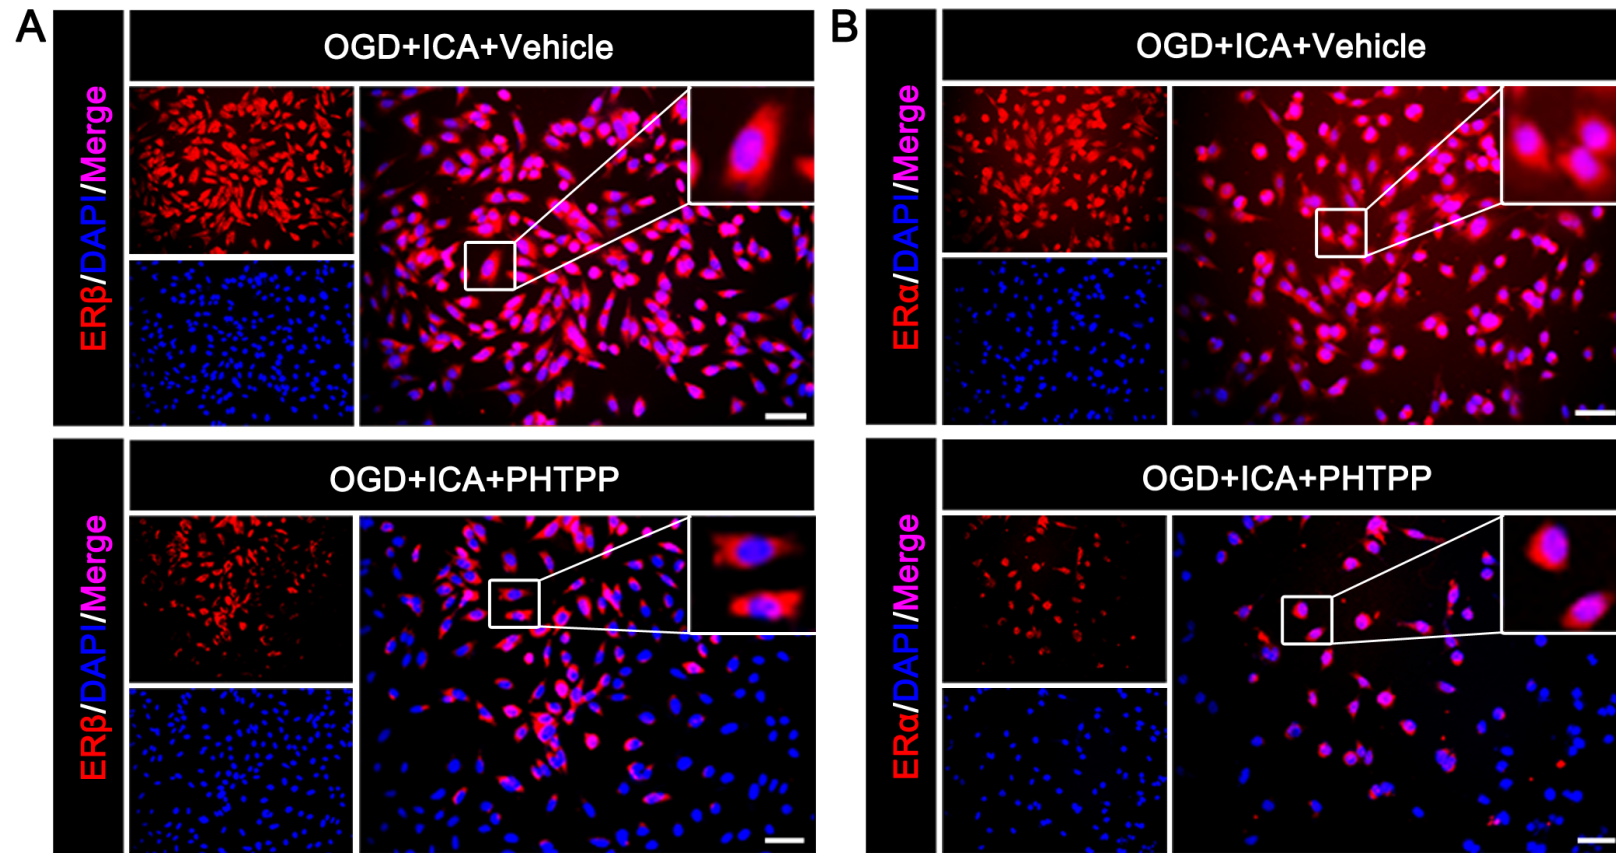 A
OGD+ICA+Vehicle
ERβ/DAPI/Merge
OGD+ICA+PHTPP
ERβ/DAPI/Merge
B
OGD+ICA+Vehicle
ERα/DAPI/Merge
OGD+ICA+PHTPP
ERα/DAPI/Merge